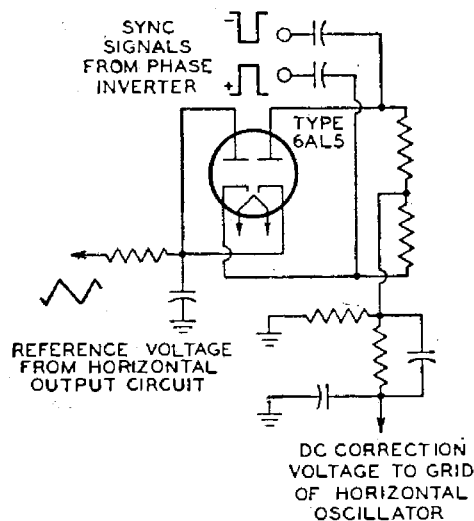 SYNC
SIGNALS
FROM PHASE
INVERTER
−
+
TYPE
6AL5
REFERENCE VOLTAGE
FROM HORIZONTAL
OUTPUT CIRCUIT
DC CORRECTION
VOLTAGE TO GRID
OF HORIZONTAL
OSCILLATOR